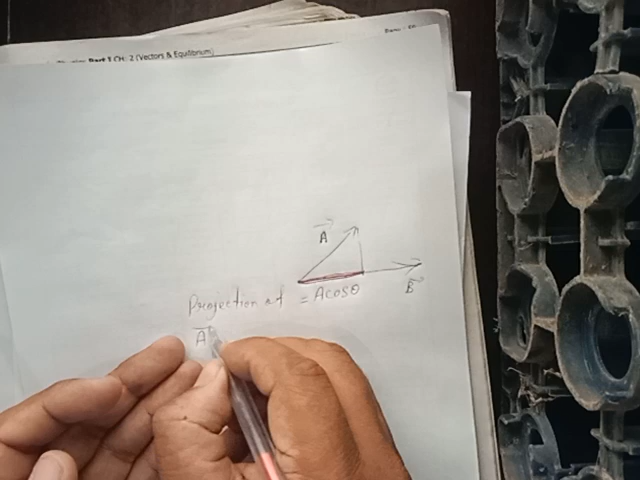 Part 1 CH: 2 (Vectors & Equilibrium)
A
B
Projection of = Acosθ
A